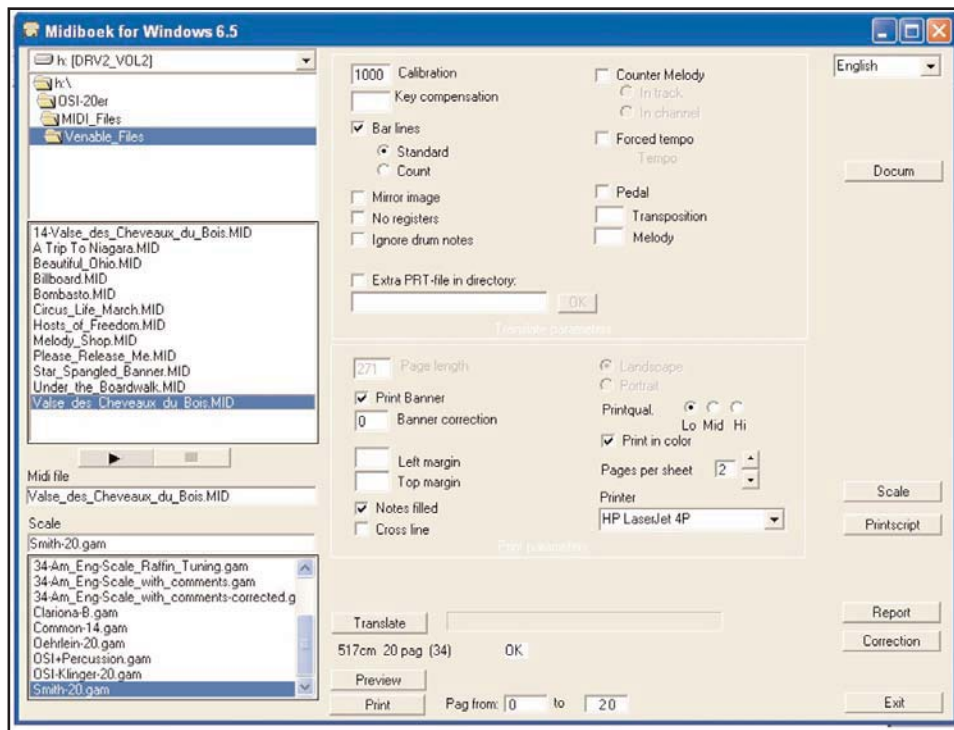 Midiboek for Windows 6.5
h: [DRV2_VOL2]
h:\
OSI-20er
MIDI_Files
Venable_Files
14-Valse_des_Cheveaux_du_Bois.MID
A Trip To Niagara.MID
Beautiful_Ohio.MID
Billboard.MID
Bombasto.MID
Circus_Life_March.MID
Hosts_of_Freedom.MID
Melody_Shop.MID
Please_Release_Me.MID
Star_Spangled_Banner.MID
Under_the_Boardwalk.MID
Valse_des_Cheveaux_du_Bois.MID
Midi file
Valse_des_Cheveaux_du_Bois.MID
Scale
Smith-20.gam
34-Am_Eng-Scale_Raffin_Tuning.gam
34-Am_Eng-Scale_with_comments.gam
34-Am_Eng-Scale_with_comments-corrected.g
Clariona-B.gam
Common-14.gam
Oehrlein-20.gam
OSI+Percussion.gam
OSI-Klinger-20.gam
Smith-20.gam
1000 Calibration
Key compensation
Bar lines
Standard
Count
Mirror image
No registers
Ignore drum notes
Extra PRT-file in directory:
OK
Counter Melody
In track
In channel
Forced tempo
Tempo
Pedal
Transposition
Melody
Translate parameters
271 Page length
Print Banner
0 Banner correction
Left margin
Top margin
Notes filled
Cross line
Landscape
Portrait
Printqual.
Lo Mid Hi
Print in color
Pages per sheet 2
Printer
HP LaserJet 4P
Print parameters
Translate
517cm 20 pag (34) OK
Preview
Print Pag from: 0 to 20
English
Docum
Scale
Printscript
Report
Correction
Exit